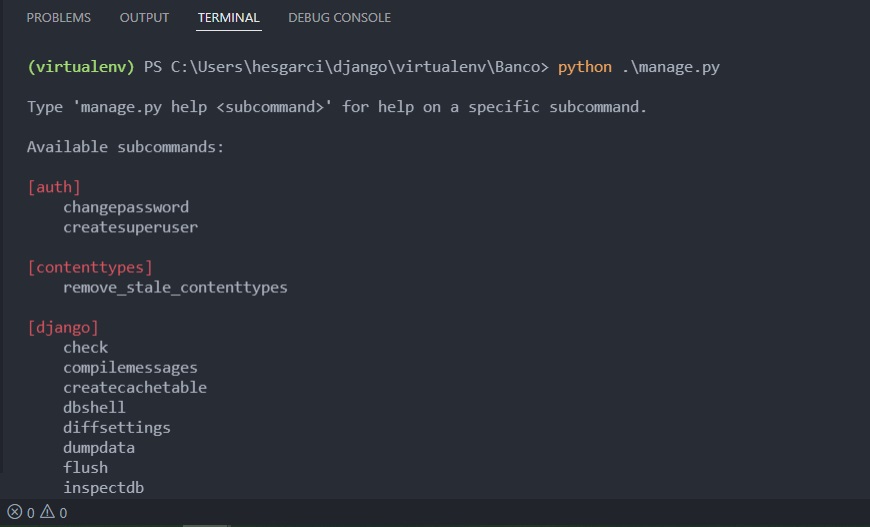 PROBLEMS OUTPUT TERMINAL DEBUG CONSOLE
(virtualenv) PS C:\Users\hesgarci\django\virtualenv\Banco> python .\manage.py
Type 'manage.py help <subcommand>' for help on a specific subcommand.
Available subcommands:
[auth]
changepassword
createsuperuser
[contenttypes]
remove_stale_contenttypes
[django]
check
compilemessages
createcachetable
dbshell
diffsettings
dumpdata
flush
inspectdb
0 0